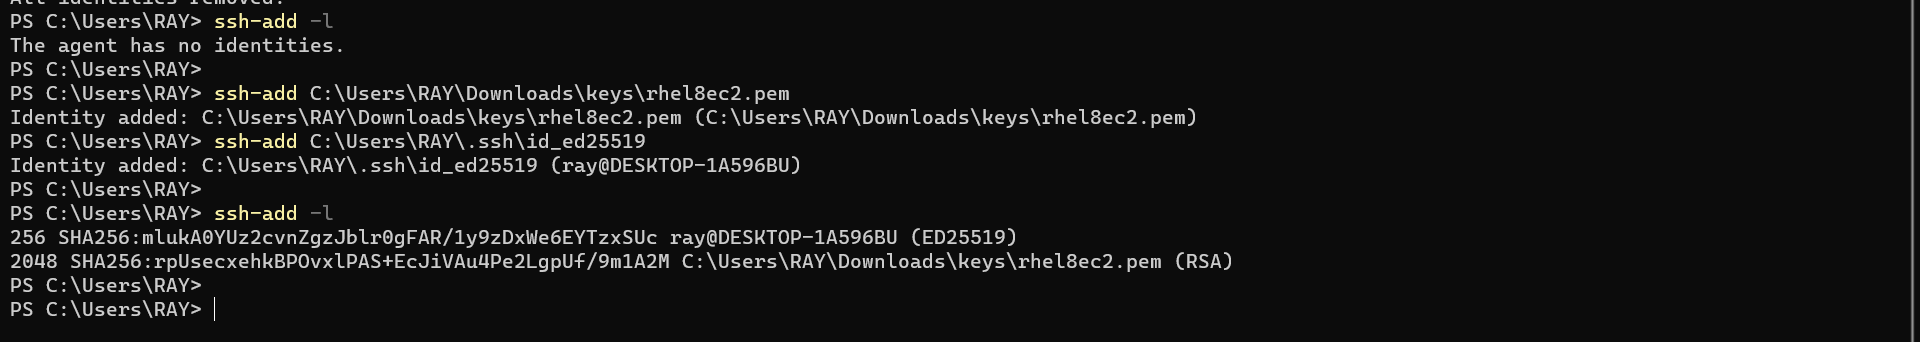 All identities removed.
PS C:\Users\RAY> ssh-add -l
The agent has no identities.
PS C:\Users\RAY>
PS C:\Users\RAY> ssh-add C:\Users\RAY\Downloads\keys\rhel8ec2.pem
Identity added: C:\Users\RAY\Downloads\keys\rhel8ec2.pem (C:\Users\RAY\Downloads\keys\rhel8ec2.pem)
PS C:\Users\RAY> ssh-add C:\Users\RAY\.ssh\id_ed25519
Identity added: C:\Users\RAY\.ssh\id_ed25519 (ray@DESKTOP-1A596BU)
PS C:\Users\RAY>
PS C:\Users\RAY> ssh-add -l
256 SHA256:mlukA0YUz2cvnZgzJblr0gFAR/1y9zDxWe6EYTzxSUc ray@DESKTOP-1A596BU (ED25519)
2048 SHA256:rpUsecxehkBPOvxlPAS+EcJiVAu4Pe2LgpUf/9m1A2M C:\Users\RAY\Downloads\keys\rhel8ec2.pem (RSA)
PS C:\Users\RAY>
PS C:\Users\RAY>